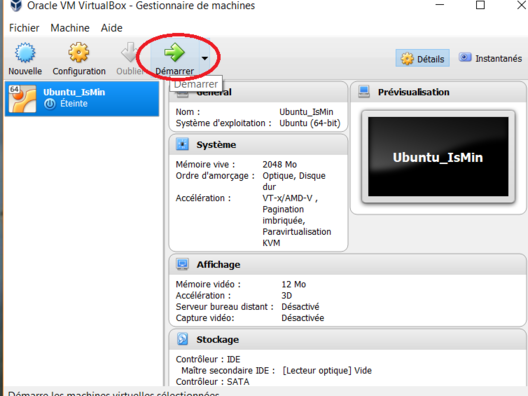 Oracle VM VirtualBox - Gestionnaire de machines
Fichier Machine Aide
Nouvelle Configuration Oublier Démarrer
Détails Instantanés
Démarrer
64 Ubuntu_IsMin
Éteinte
General
Nom : Ubuntu_IsMin
Système d'exploitation : Ubuntu (64-bit)
Système
Mémoire vive : 2048 Mo
Ordre d'amorçage : Optique, Disque
dur
Accélération : VT-x/AMD-V ,
Pagination
imbriquée,
Paravirtualisation
KVM
Affichage
Mémoire vidéo : 12 Mo
Accélération : 3D
Serveur bureau distant : Désactivé
Capture vidéo: Désactivée
Stockage
Contrôleur : IDE
Maître secondaire IDE : [Lecteur optique] Vide
Contrôleur : SATA
Prévisualisation
Ubuntu_IsMin
Démarre les machines virtuelles sélectionnées